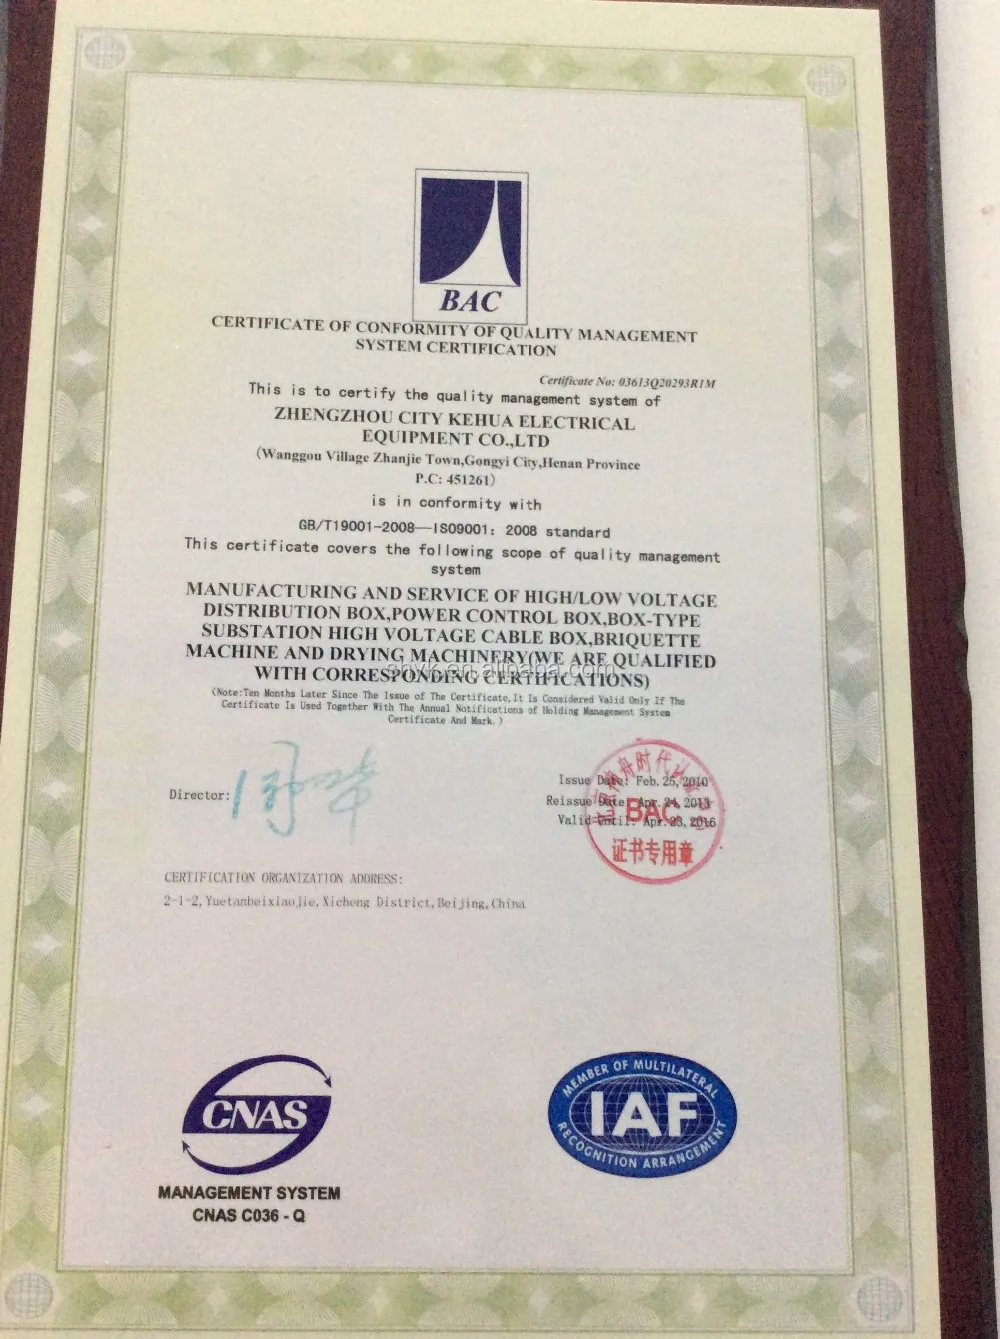 BAC
CERTIFICATE OF CONFORMITY OF QUALITY MANAGEMENT
SYSTEM CERTIFICATION
Certificate No: 03613Q20293R1M
This is to certify the quality management system of
ZHENGZHOU CITY KEHUA ELECTRICAL
EQUIPMENT CO.,LTD
(Wanggou Village Zhanjie Town,Gongyi City,Henan Province
P.C: 451261)
is in conformity with
GB/T19001-2008—ISO9001: 2008 standard
This certificate covers the following scope of quality management
system
MANUFACTURING AND SERVICE OF HIGH/LOW VOLTAGE
DISTRIBUTION BOX,POWER CONTROL BOX,BOX-TYPE
SUBSTATION HIGH VOLTAGE CABLE BOX,BRIQUETTE
MACHINE AND DRYING MACHINERY(WE ARE QUALIFIED
WITH CORRESPONDING CERTIFICATIONS)
shyk.en.alibaba.com
(Note:Ten Months Later Since The Issue of The Certificate,It Is Considered Valid Only If The
Certificate Is Used Together With The Annual Notifications of Holding Management System
Certificate And Mark.)
Director:
Issue Date: Feb.25,2010
Reissue Date: Apr.24,2013
Valid Until: Apr.23,2016
BAC
证书专用章
CERTIFICATION ORGANIZATION ADDRESS:
2-1-2,Yuetanbeixiaojie,Xicheng District,Beijing,China
CNAS
MANAGEMENT SYSTEM
CNAS C036 - Q
MEMBER OF MULTILATERAL
IAF
RECOGNITION ARRANGEMENT